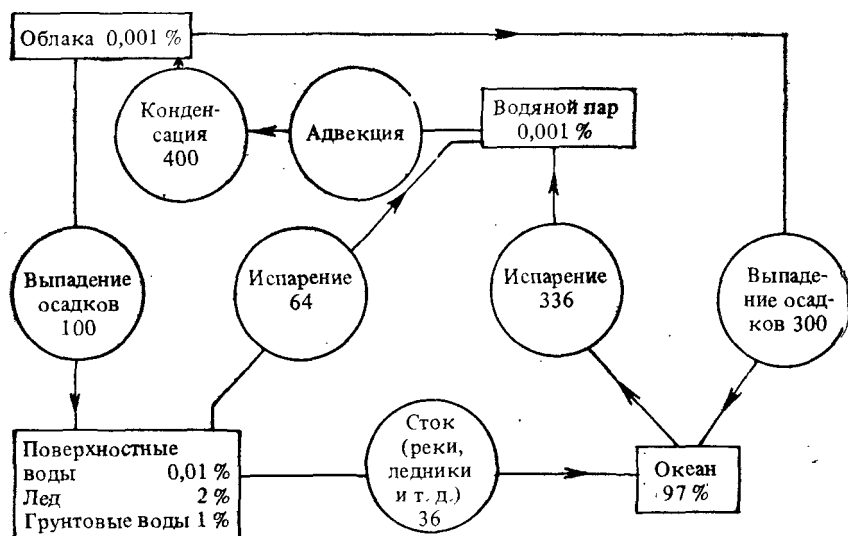 Облака 0,001 %
Конден-
сация
400
Адвекция
Водяной пар
0,001 %
Выпадение
осадков
100
Испарение
64
Испарение
336
Выпаде-
ние осад-
ков 300
Поверхностные
воды 0,01 %
Лед 2 %
Грунтовые воды 1 %
Сток
(реки,
ледники
и т. д.)
36
Океан
97 %